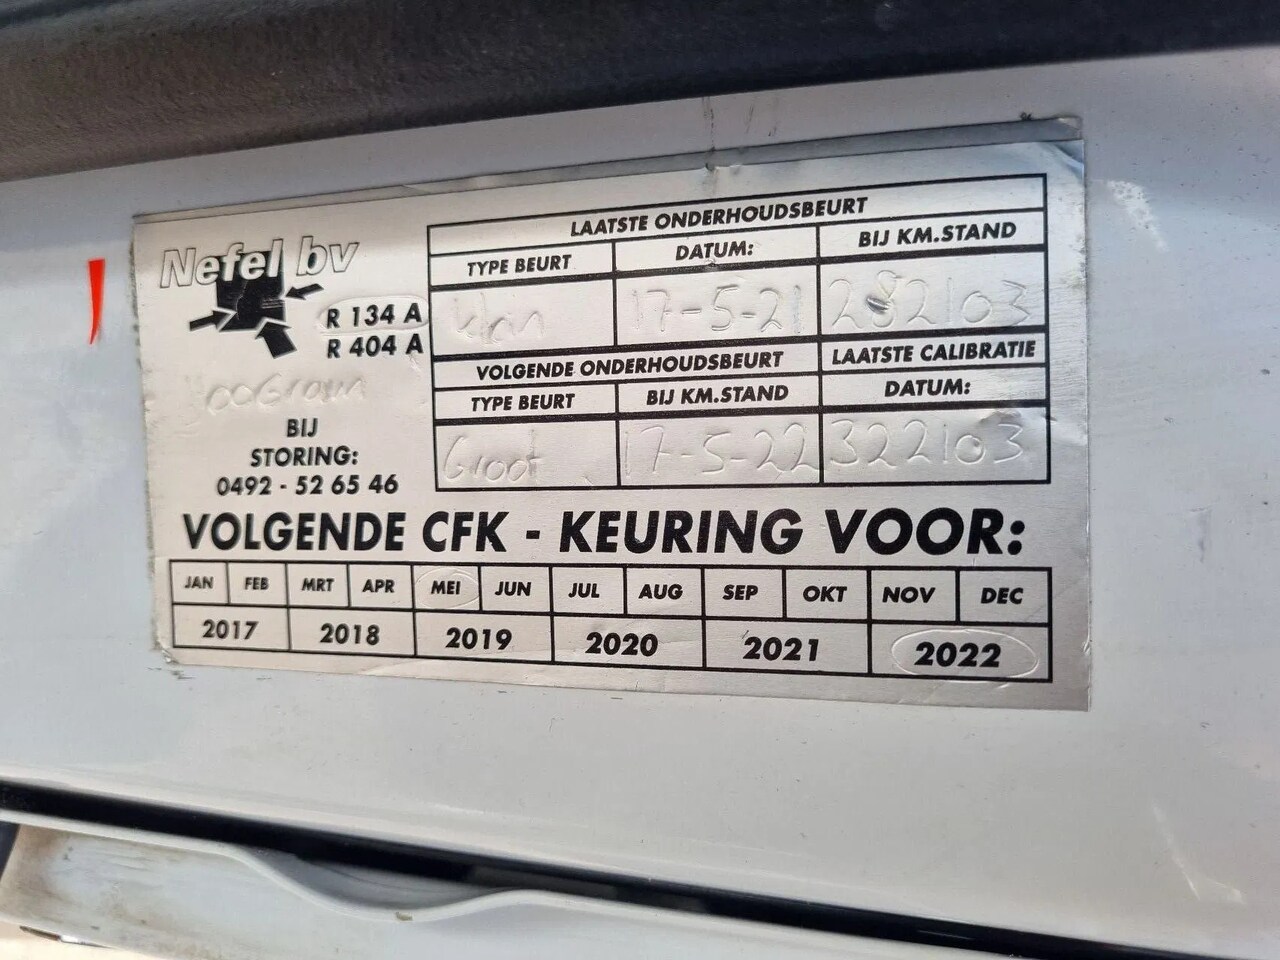 Nefel bv
R 134 A
R 404 A
BIJ
STORING:
0492 - 52 65 46
LAATSTE ONDERHOUDSBEURT
TYPE BEURT DATUM: BIJ KM.STAND
17-5-21 282103
VOLGENDE ONDERHOUDSBEURT LAATSTE CALIBRATIE
TYPE BEURT BIJ KM.STAND DATUM:
Groot 17-5-22 322103
VOLGENDE CFK - KEURING VOOR:
JAN FEB MRT APR MEI JUN JUL AUG SEP OKT NOV DEC
2017 2018 2019 2020 2021 2022